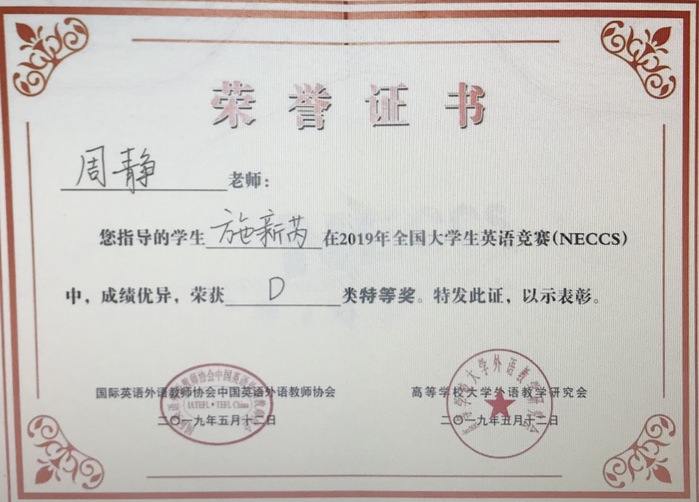 荣誉证书
周静老师：
您指导的学生施新芮在2019年全国大学生英语竞赛(NECCS)
中，成绩优异，荣获D类特等奖。特发此证，以示表彰。
国际英语外语教师协会中国英语外语教师协会
高等学校大学外语教学研究会
二〇一九年五月十二日
二〇一九年五月十二日